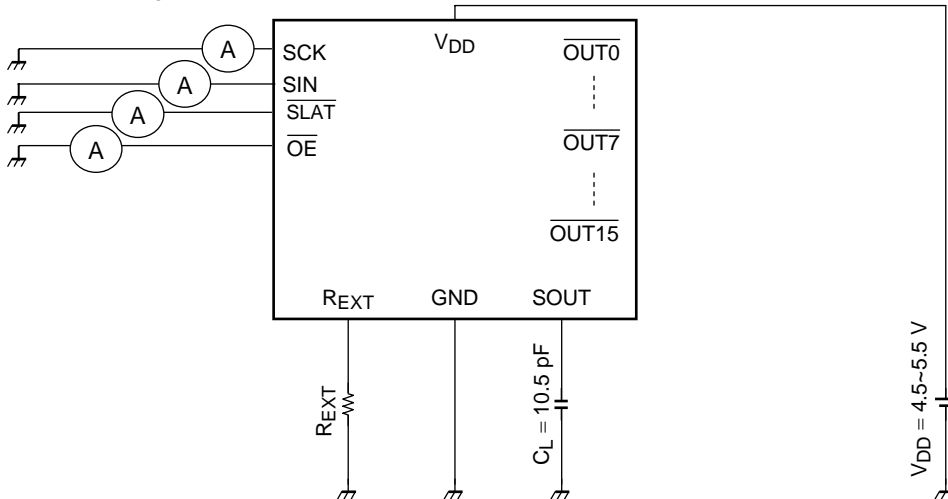 A SCK
A SIN
A SLAT
A OE
VDD
OUT0
OUT7
OUT15
REXT GND SOUT
REXT
CL = 10.5 pF
VDD = 4.5~5.5 V